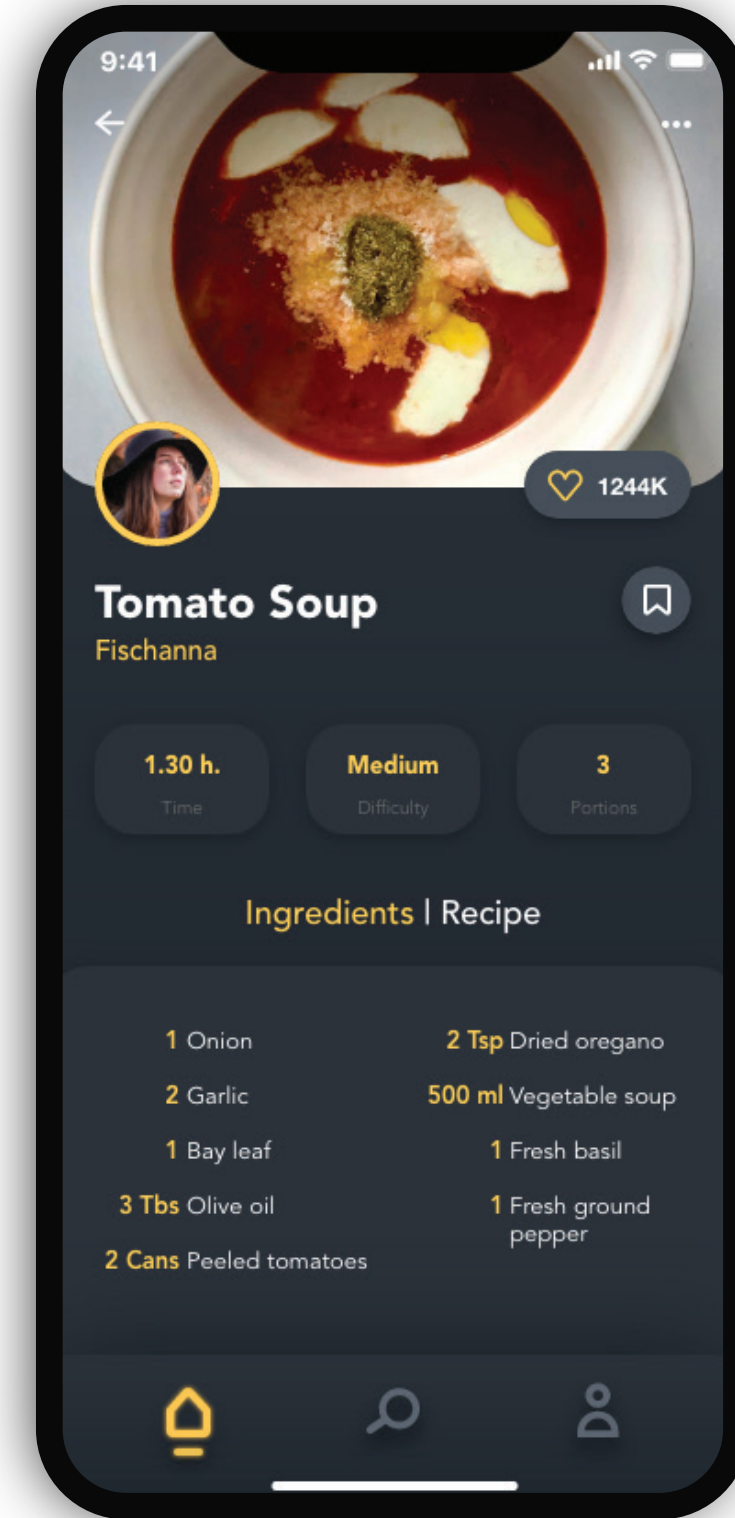 9:41
1244K
Tomato Soup
Fischanna
1.30 h.
Time
Medium
Difficulty
3
Portions
Ingredients | Recipe
1 Onion
2 Garlic
1 Bay leaf
3 Tbs Olive oil
2 Cans Peeled tomatoes
2 Tsp Dried oregano
500 ml Vegetable soup
1 Fresh basil
1 Fresh ground
pepper